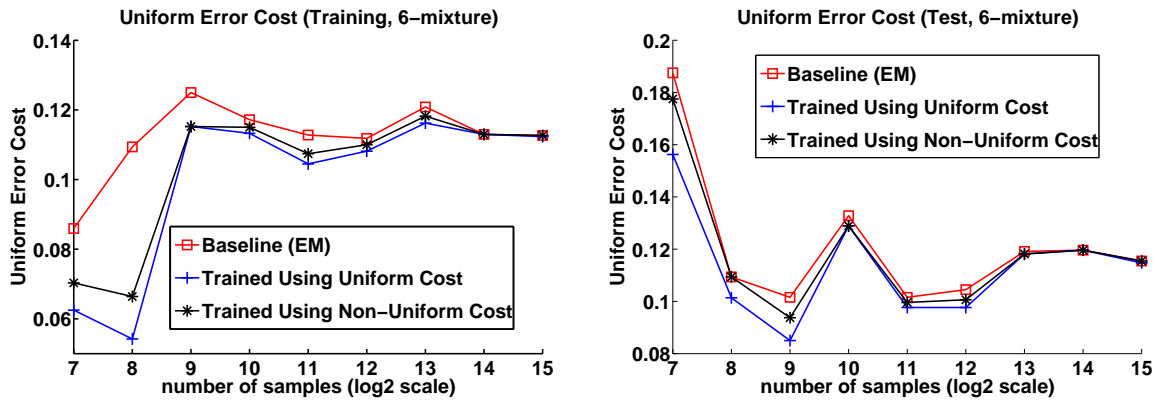 Uniform Error Cost (Training, 6−mixture)
0.14
0.12
0.1
0.08
0.06
Uniform Error Cost
Baseline (EM)
Trained Using Uniform Cost
Trained Using Non−Uniform Cost
7 8 9 10 11 12 13 14 15
number of samples (log2 scale)
Uniform Error Cost (Test, 6−mixture)
0.2
0.18
0.16
0.14
0.12
0.1
0.08
Uniform Error Cost
Baseline (EM)
Trained Using Uniform Cost
Trained Using Non−Uniform Cost
7 8 9 10 11 12 13 14 15
number of samples (log2 scale)